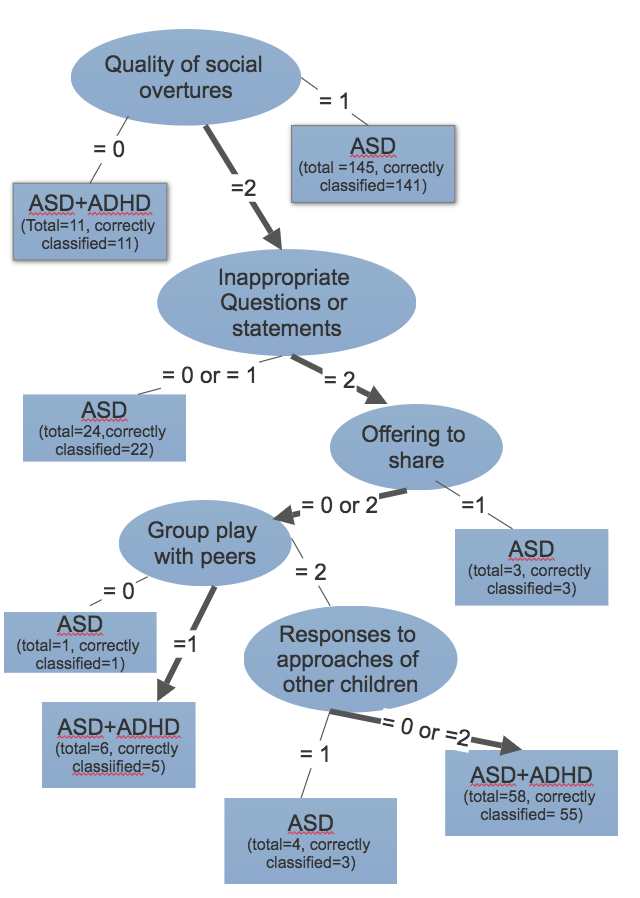 Quality of social
overtures
= 1
= 0
ASD
(total =145, correctly
classified=141)
=2
ASD+ADHD
(Total=11, correctly
classified=11)
Inappropriate
Questions or
statements
= 0 or = 1
= 2
ASD
(total=24,correctly
classified=22)
Offering to
share
= 0 or 2
=1
Group play
with peers
ASD
(total=3, correctly
classified=3)
= 2
= 0
ASD
(total=1, correctly
classified=1)
=1
Responses to
approaches of
other children
ASD+ADHD
(total=6, correctly
classiified=5)
= 0 or =2
= 1
ASD+ADHD
(total=58, correctly
classified= 55)
ASD
(total=4, correctly
classified=3)